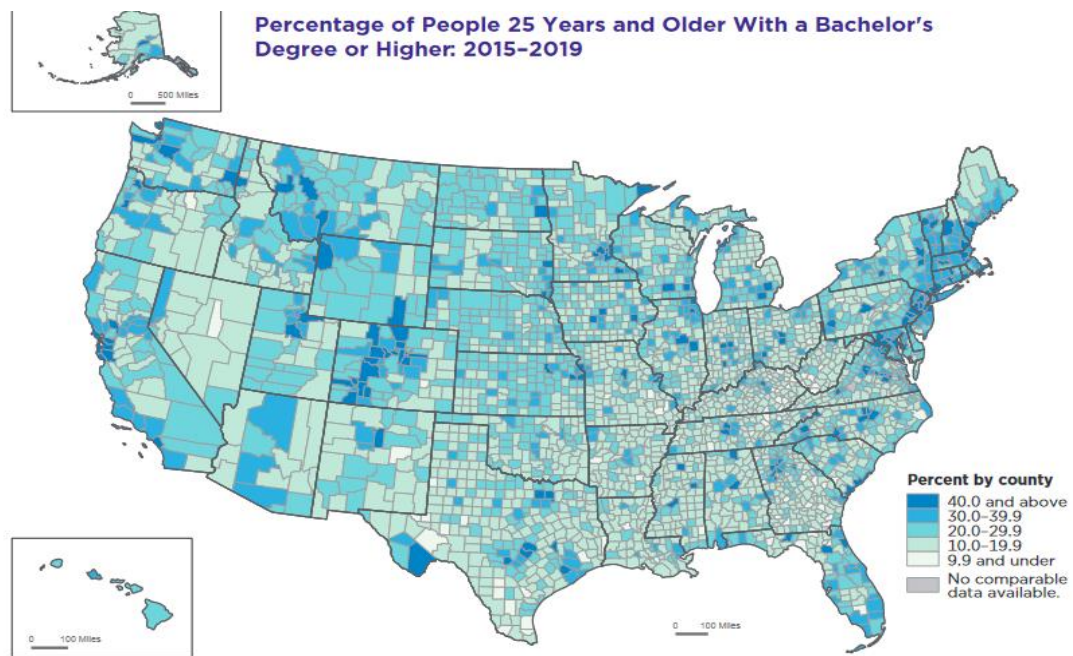 Percentage of People 25 Years and Older With a Bachelor's
Degree or Higher: 2015–2019
0 500 Miles
Percent by county
40.0 and above
30.0–39.9
20.0–29.9
10.0–19.9
9.9 and under
No comparable
data available.
0 100 Miles
0 100 Miles